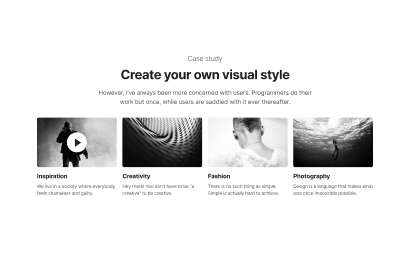 Case study
Create your own visual style
However, I've always been more concerned with users. Programmers do their
work but once, while users are saddled with it ever thereafter.
Inspiration
We live in a society where everybody
feels shameless and guilty.
Creativity
Hey there! You don't have to be "a
creative" to be creative.
Fashion
There is no such thing as simple.
Simple is actually hard to achieve.
Photography
Design is a language that makes what
was once impossible possible.